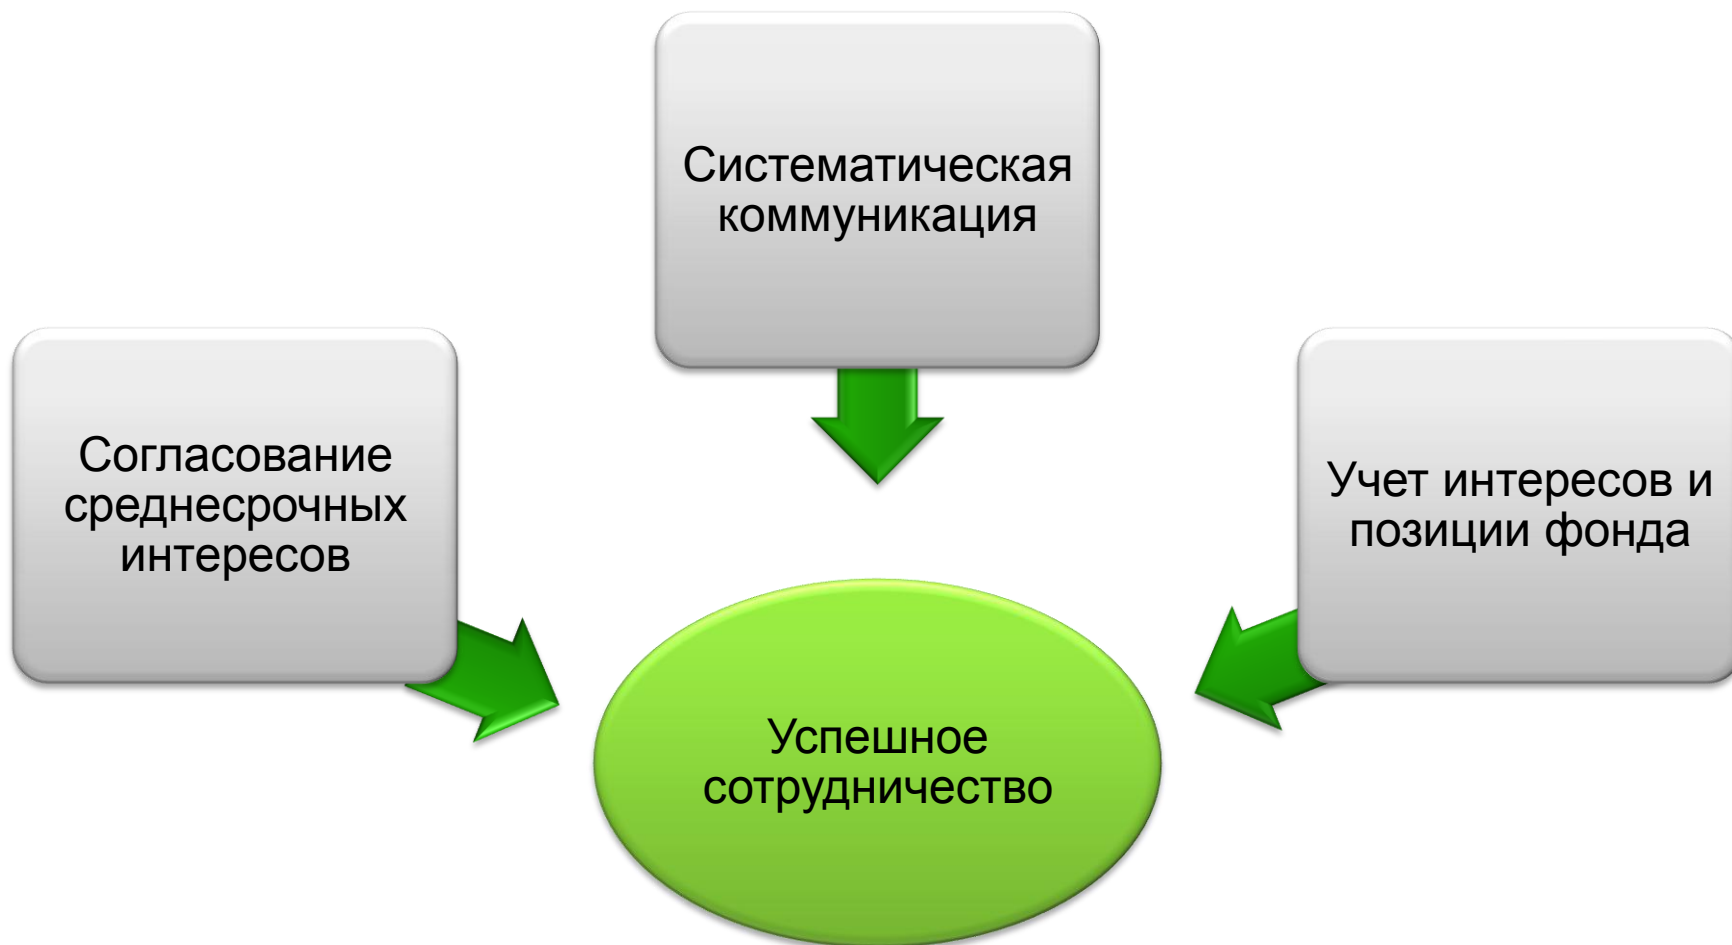 Систематическая
коммуникация
Согласование
среднесрочных
интересов
Учет интересов и
позиции фонда
Успешное
сотрудничество